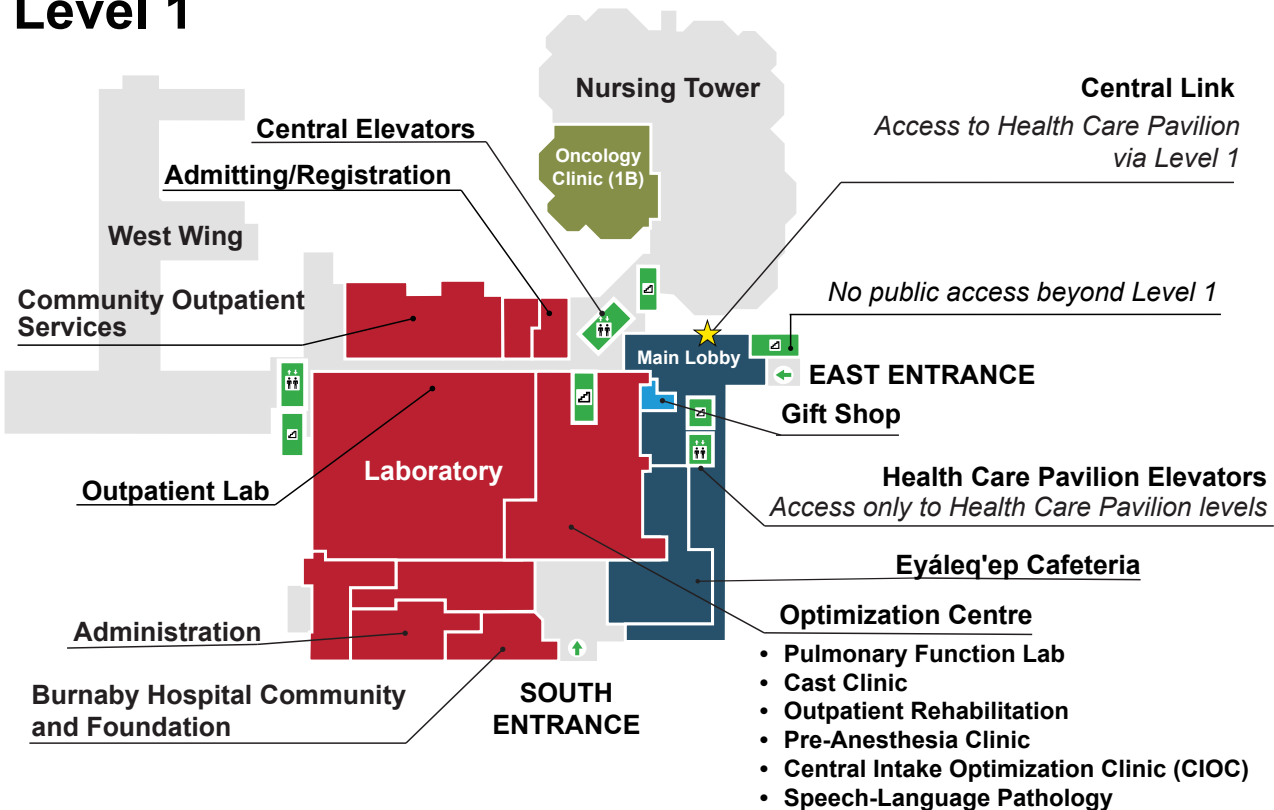 Level 1
Nursing Tower
Central Link
Access to Health Care Pavilion
via Level 1
Central Elevators
Oncology
Clinic (1B)
Admitting/Registration
West Wing
Community Outpatient
Services
No public access beyond Level 1
Main Lobby
EAST ENTRANCE
Gift Shop
Laboratory
Outpatient Lab
Health Care Pavilion Elevators
Access only to Health Care Pavilion levels
Eyáleq'ep Cafeteria
Optimization Centre
• Pulmonary Function Lab
• Cast Clinic
• Outpatient Rehabilitation
• Pre-Anesthesia Clinic
• Central Intake Optimization Clinic (CIOC)
• Speech-Language Pathology
Administration
Burnaby Hospital Community
and Foundation
SOUTH
ENTRANCE